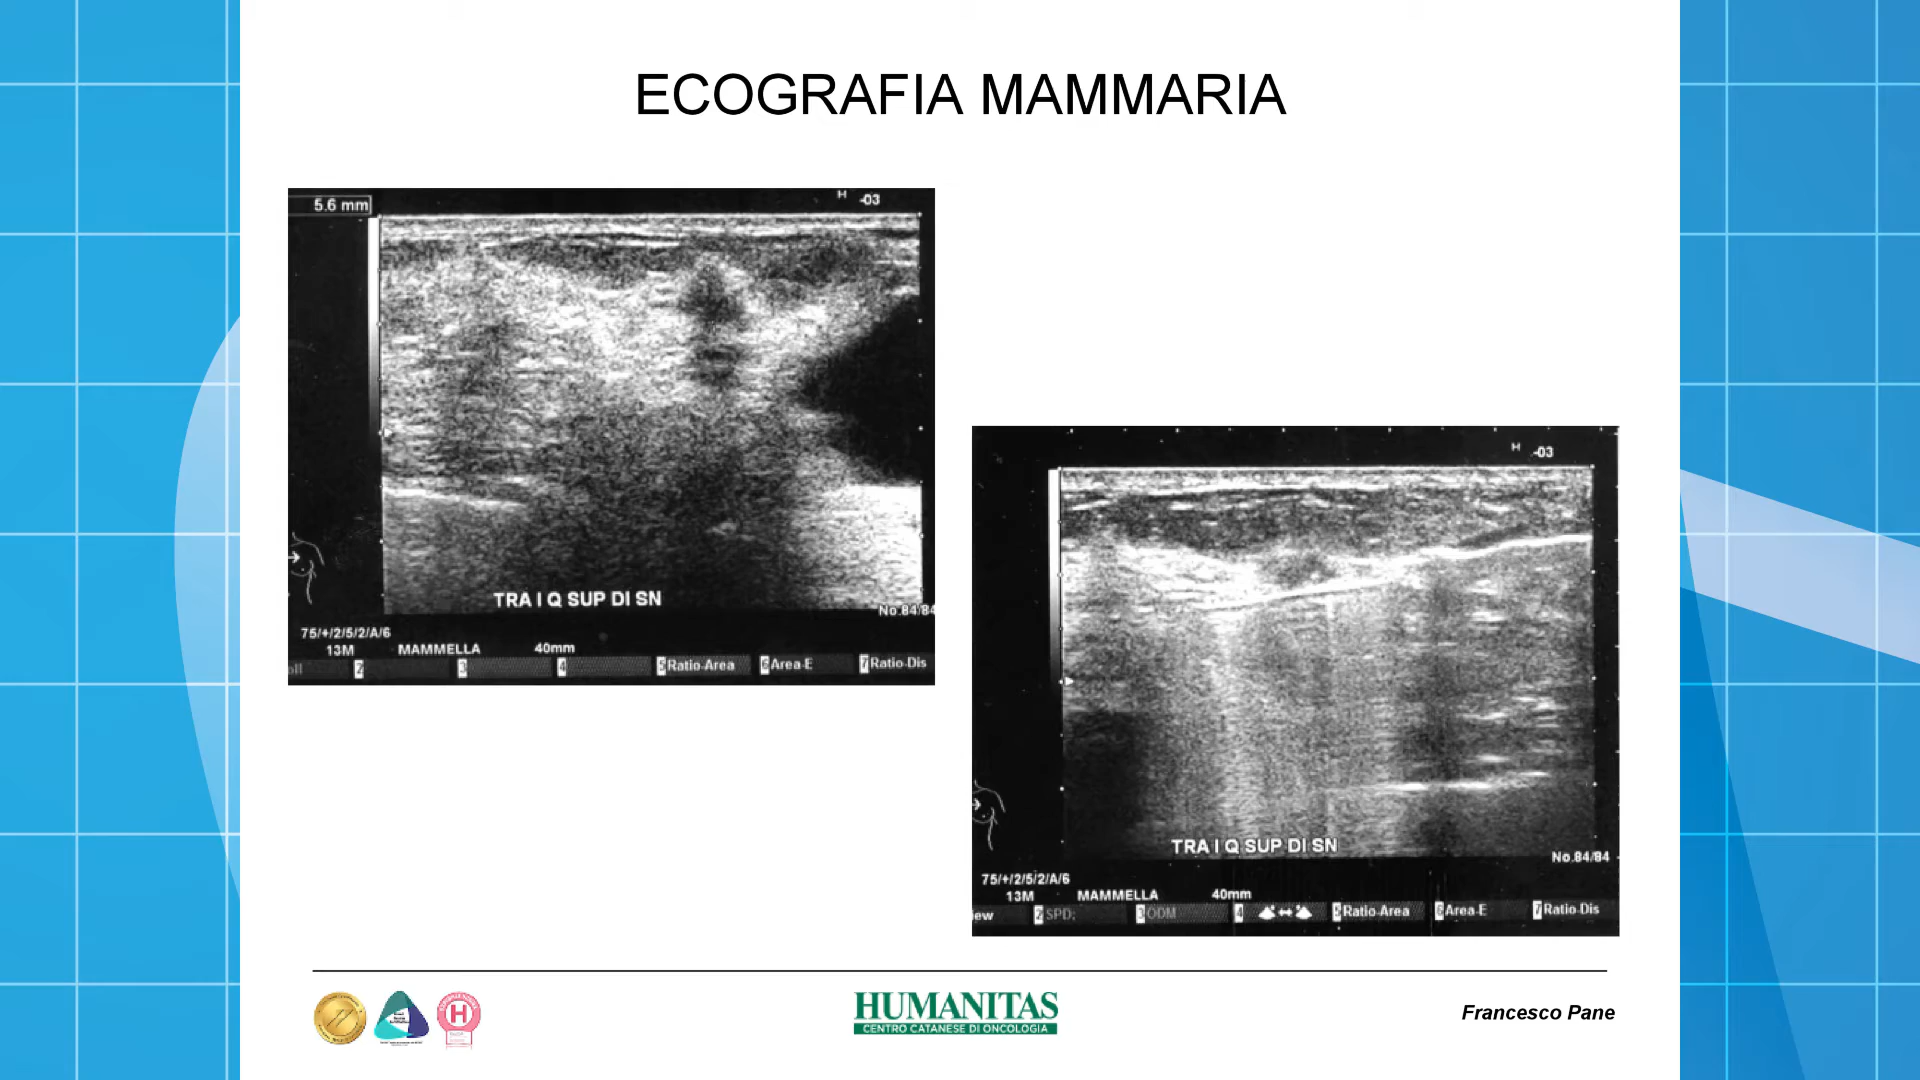 ECOGRAFIA MAMMARIA
5.6 mm
H -03
TRA I Q SUP DI SN
No.84/84
75/+/2/5/2/A/6
13M MAMMELLA 40mm
2 3 4 5 Ratio-Area 6 Area-E 7 Ratio-Dis
H -03
TRA I Q SUP DI SN
No.84/84
75/+/2/5/2/A/6
13M MAMMELLA 40mm
iew 2 SPD: 3 ODM 4 5 Ratio-Area 6 Area-E 7 Ratio-Dis
H
HUMANITAS
CENTRO CATANESE DI ONCOLOGIA
Francesco Pane